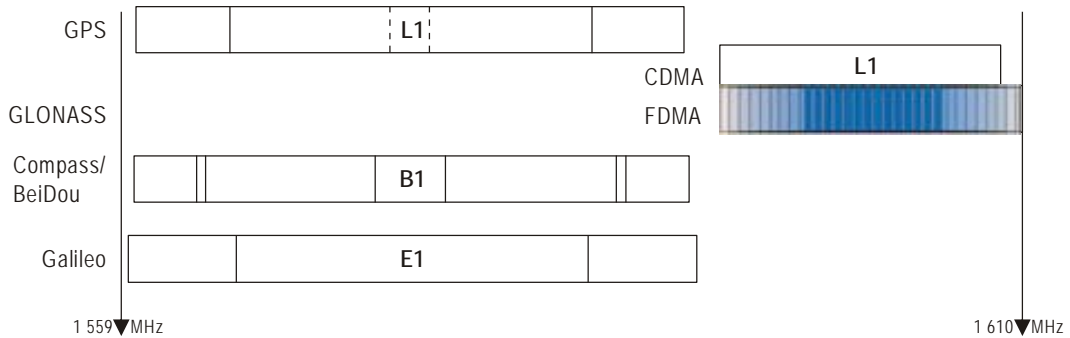 GPS
L1
CDMA
L1
GLONASS
FDMA
Compass/
BeiDou
B1
Galileo
E1
1 559 MHz
1 610 MHz